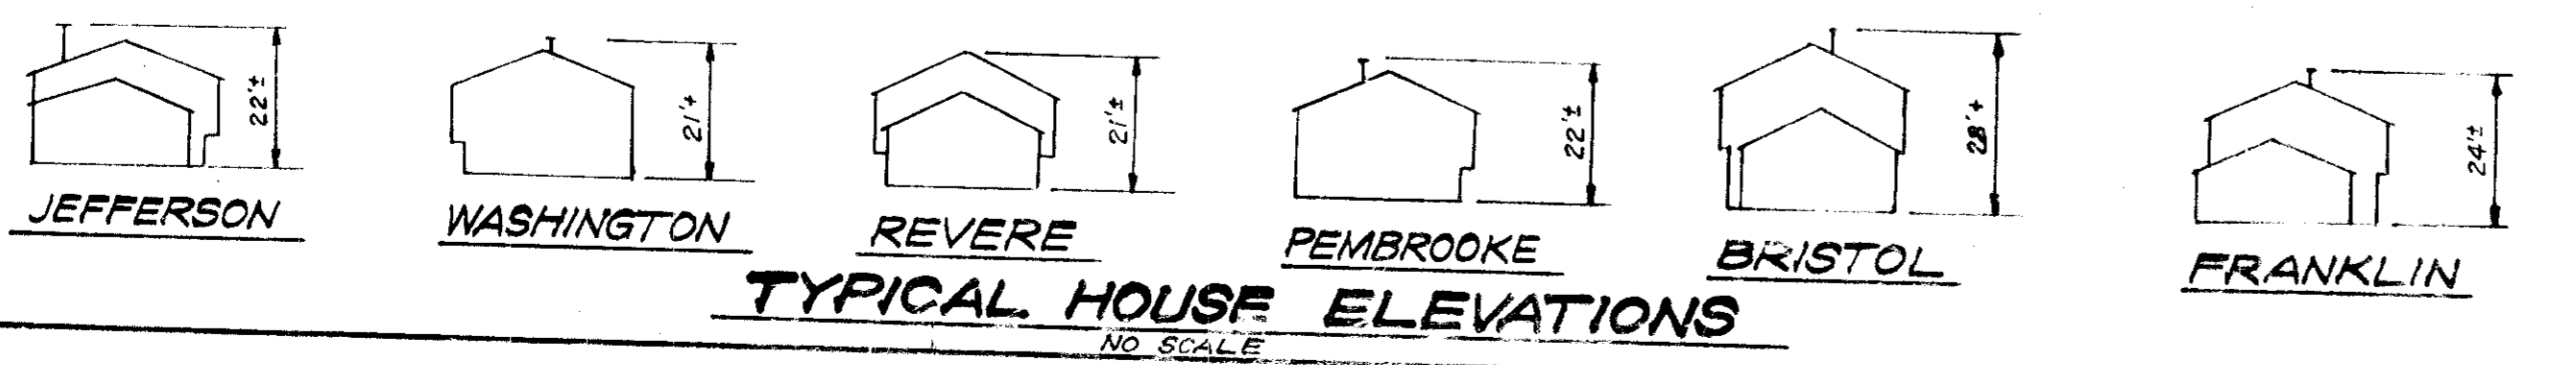 22'±
21'+
21'±
22'±
28'+
24'±
JEFFERSON
WASHINGTON
REVERE
PEMBROOKE
BRISTOL
FRANKLIN
TYPICAL. HOUSE ELEVATIONS
NO SCALE